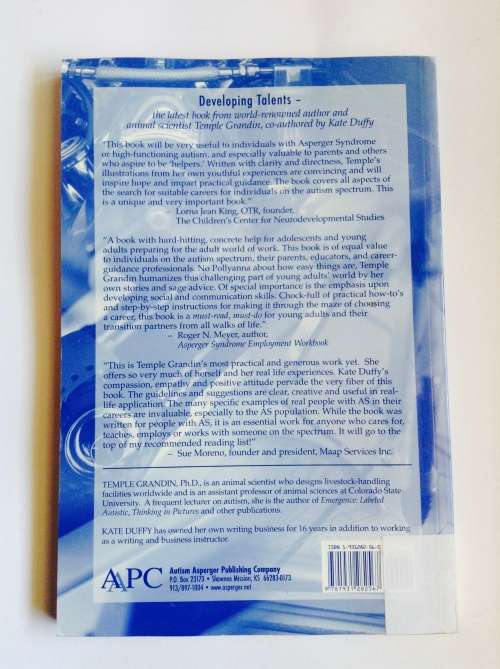 Developing Talents –
the latest book from world-renowned author and
animal scientist Temple Grandin, co-authored by Kate Duffy
"This book will be very useful to individuals with Asperger Syndrome
or high-functioning autism, and especially valuable to parents and others
who aspire to be 'helpers.' Written with clarity and directness, Temple's
illustrations from her own youthful experiences are convincing and will
inspire hope and impart practical guidance. The book covers all aspects of
the search for suitable careers for individuals on the autism spectrum. This
is a unique and very important book."
– Lorna Jean King, OTR, founder,
The Children's Center for Neurodevelopmental Studies
"A book with hard-hitting, concrete help for adolescents and young
adults preparing for the adult world of work. This book is of equal value
to individuals on the autism spectrum, their parents, educators, and career-
guidance professionals. No Pollyanna about how easy things are, Temple
Grandin humanizes this challenging part of young adults' world by her
own stories and sage advice. Of special importance is the emphasis upon
developing social and communication skills. Chock-full of practical how-to's
and step-by-step instructions for making it through the maze of choosing
a career, this book is a must-read, must-do for young adults and their
transition partners from all walks of life."
– Roger N. Meyer, author,
Asperger Syndrome Employment Workbook
"This is Temple Grandin's most practical and generous work yet. She
offers so very much of herself and her real life experiences. Kate Duffy's
compassion, empathy and positive attitude pervade the very fiber of this
book. The guidelines and suggestions are clear, creative and useful in real-
life application. The many specific examples of real people with AS in their
careers are invaluable, especially to the AS population. While the book was
written for people with AS, it is an essential work for anyone who cares for,
teaches, employs or works with someone on the spectrum. It will go to the
top of my recommended reading list!"
– Sue Moreno, founder and president, Maap Services Inc.
TEMPLE GRANDIN, Ph.D., is an animal scientist who designs livestock-handling
facilities worldwide and is an assistant professor of animal sciences at Colorado State
University. A frequent lecturer on autism, she is the author of Emergence: Labeled
Autistic, Thinking in Pictures and other publications.
KATE DUFFY has owned her own writing business for 16 years in addition to working
as a writing and business instructor.
AAPC
Autism Asperger Publishing Company
P.O. Box 23173 • Shawnee Mission, KS 66283-0173
913/897-1004 • www.asperger.net
ISBN 1-931282-56-0
9 781931 282567